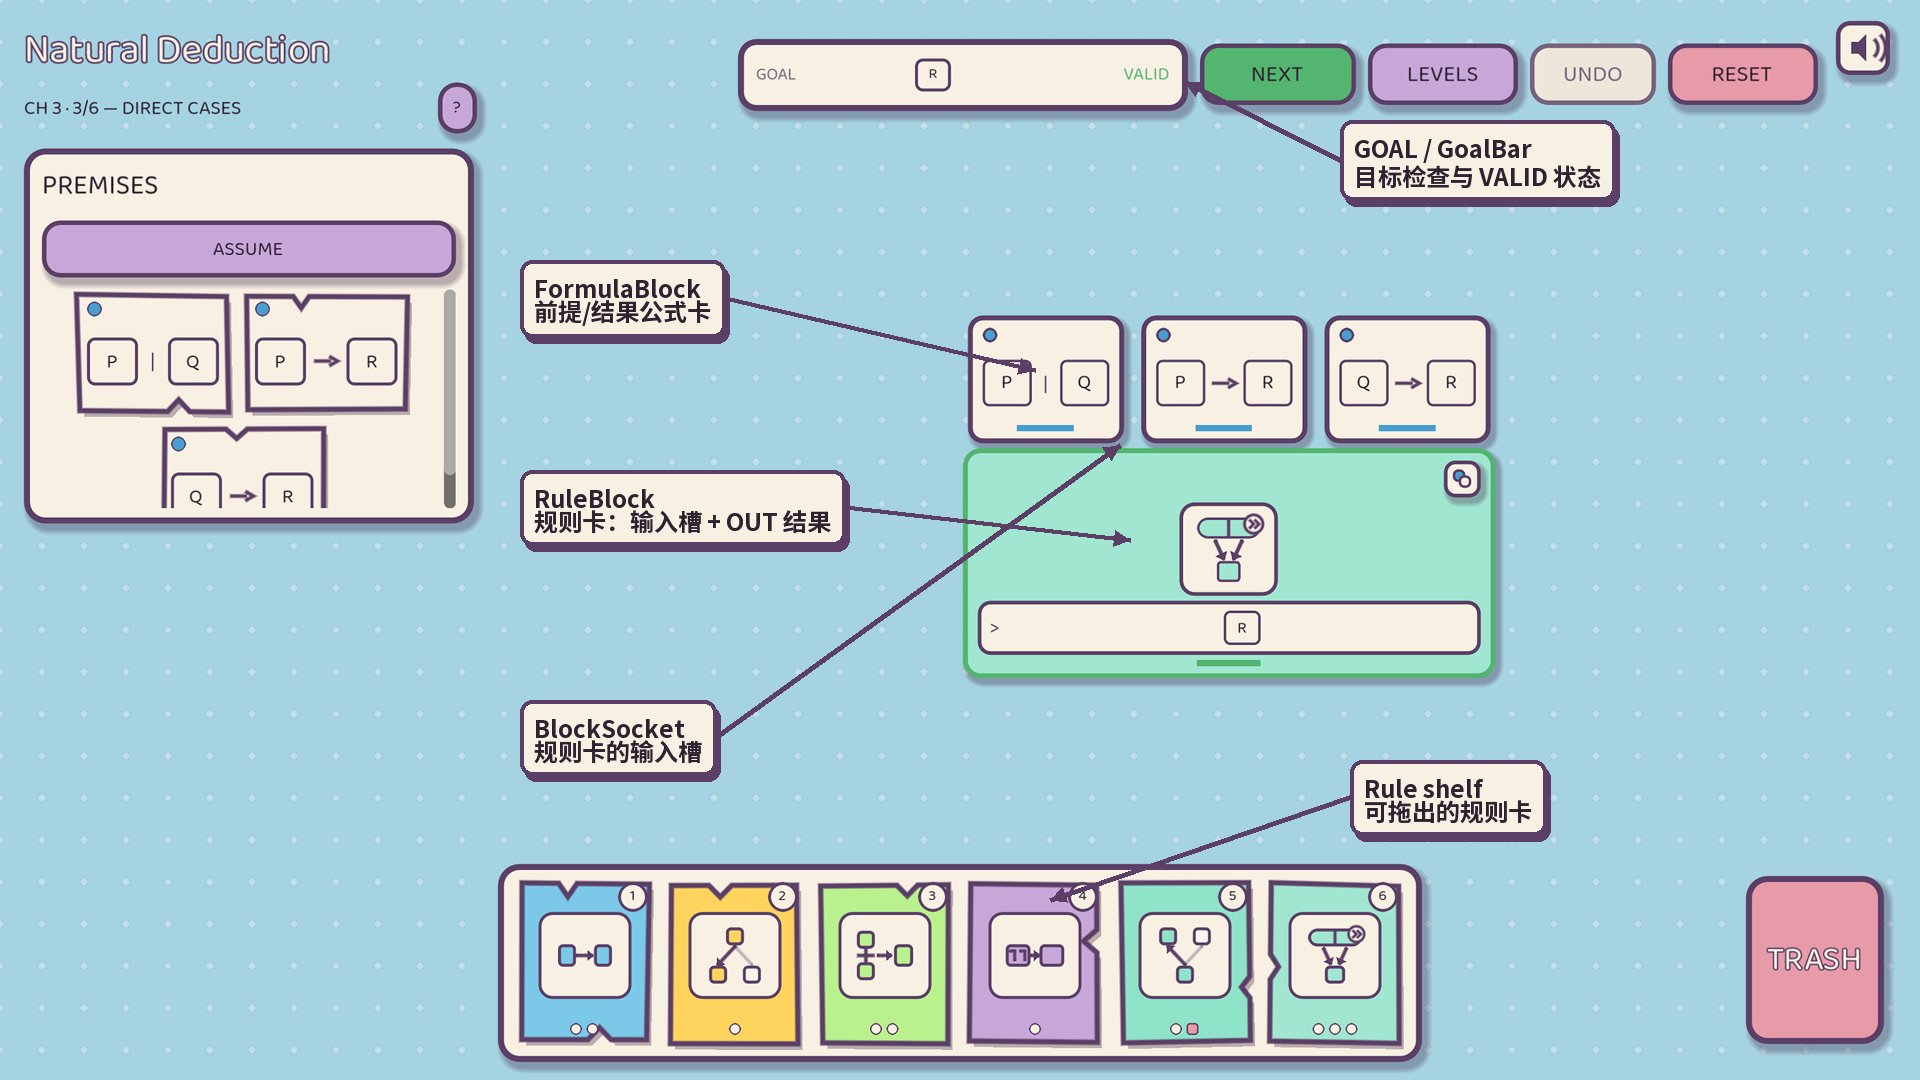 Natural Deduction
CH 3 · 3/6 — DIRECT CASES
?
GOAL R VALID
NEXT
LEVELS
UNDO
RESET
GOAL / GoalBar
目标检查与 VALID 状态
PREMISES
ASSUME
P | Q
P → R
Q → R
FormulaBlock
前提/结果公式卡
P | Q
P → R
Q → R
RuleBlock
规则卡：输入槽 + OUT 结果
> R
BlockSocket
规则卡的输入槽
Rule shelf
可拖出的规则卡
1
2
3
4
5
6
TRASH